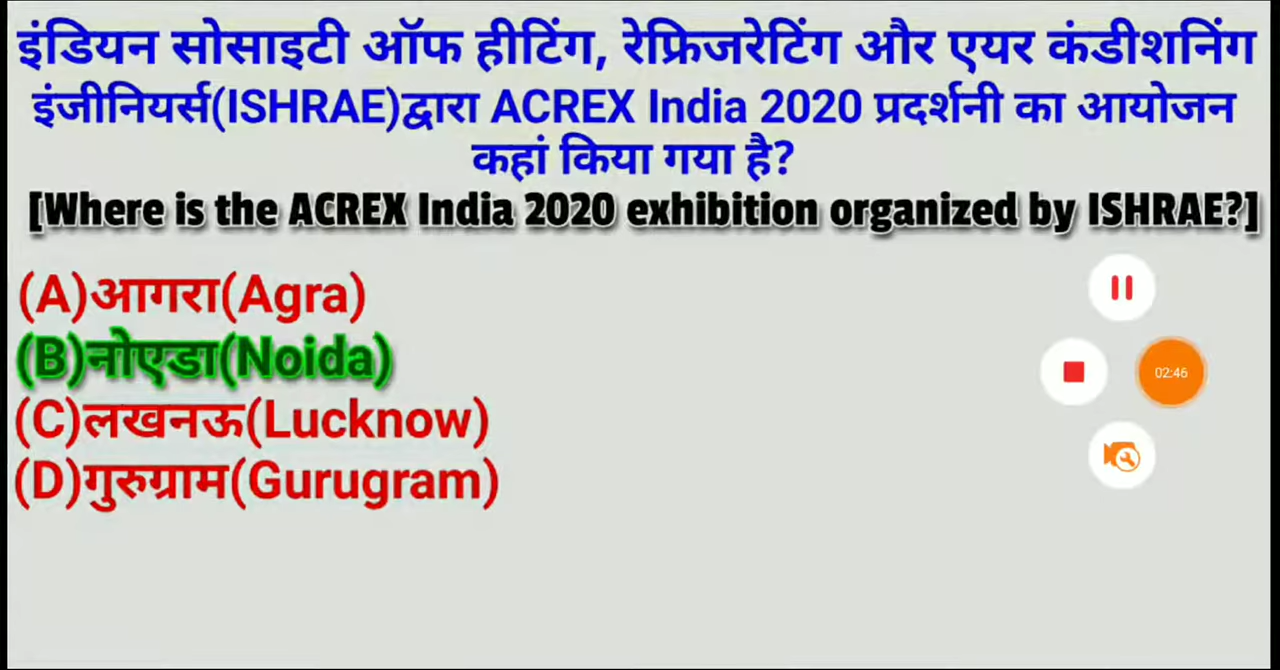 इंडियन सोसाइटी ऑफ हीटिंग, रेफ्रिजरेटिंग और एयर कंडीशनिंग
इंजीनियर्स(ISHRAE)द्वारा ACREX India 2020 प्रदर्शनी का आयोजन
कहां किया गया है?
[Where is the ACREX India 2020 exhibition organized by ISHRAE?]
(A)आगरा(Agra)
(B)नोएडा(Noida)
(C)लखनऊ(Lucknow)
(D)गुरुग्राम(Gurugram)
02:46